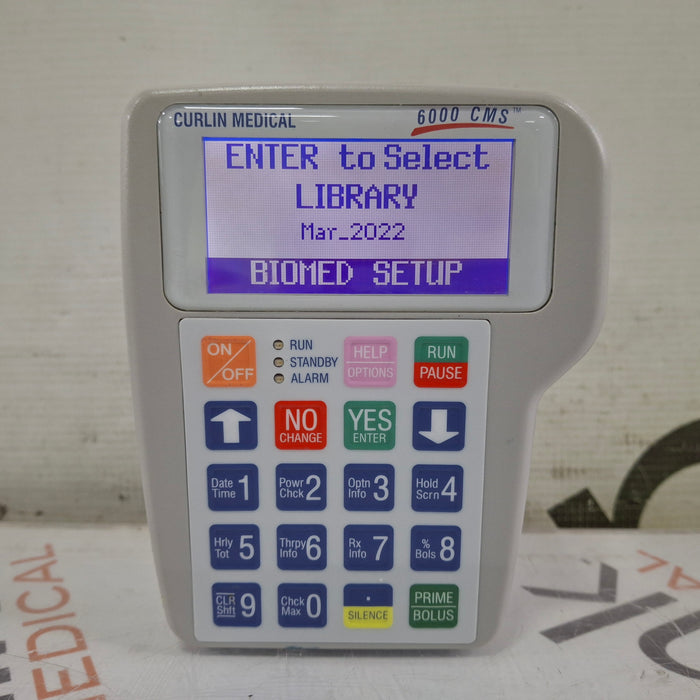 CURLIN MEDICAL 6000 CMS™
ENTER to Select
LIBRARY
Mar_2022
BIOMED SETUP
ON/OFF
RUN
STANDBY
ALARM
HELP
OPTIONS
RUN
PAUSE
NO
CHANGE
YES
ENTER
Date Time 1
Powr Chck 2
Optn Info 3
Hold Scrn 4
Hrly Tot 5
Thrpy Info 6
Rx Info 7
% Bols 8
CLR Shft 9
Chck Max 0
.
SILENCE
PRIME
BOLUS
EDICAL